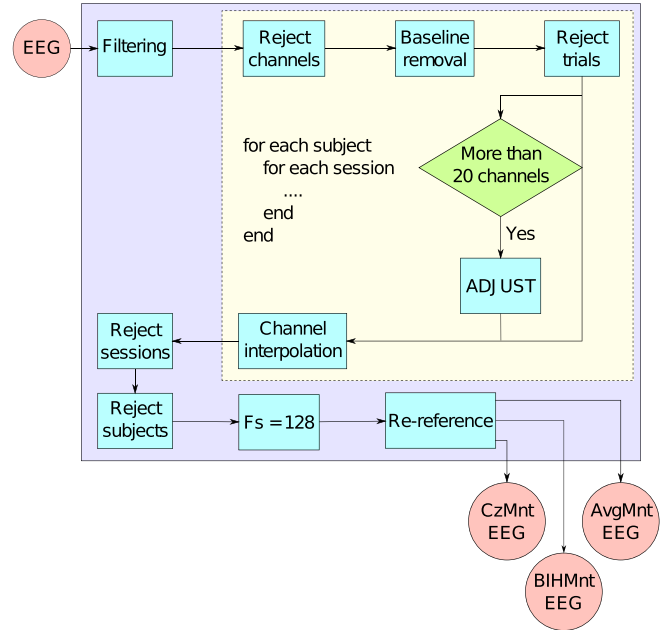 EEG
Filtering
Reject
channels
Baseline
removal
Reject
trials
for each subject
for each session
....
end
end
More than
20 channels
Yes
ADJUST
Channel
interpolation
Reject
sessions
Reject
subjects
Fs = 128
Re-reference
CzMnt
EEG
AvgMnt
EEG
BIHMnt
EEG